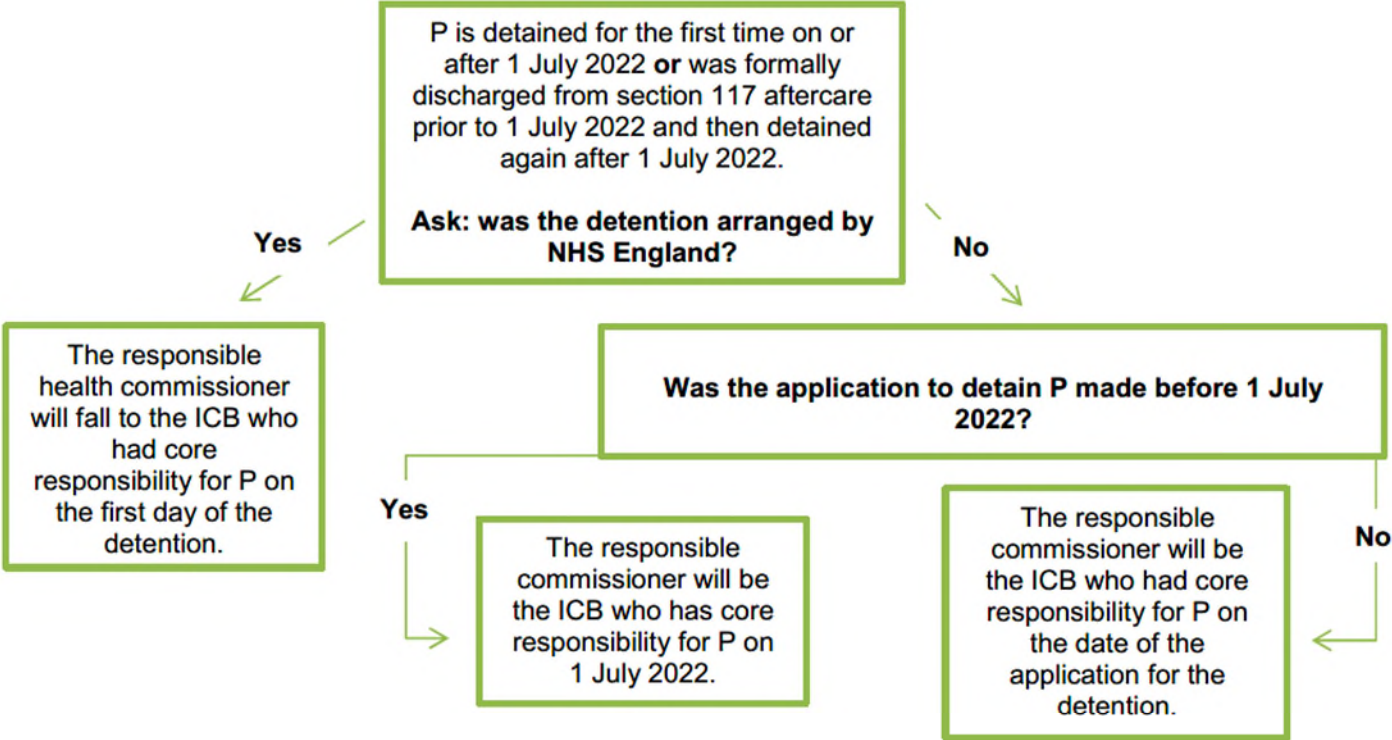 P is detained for the first time on or
after 1 July 2022 or was formally
discharged from section 117 aftercare
prior to 1 July 2022 and then detained
again after 1 July 2022.
Ask: was the detention arranged by
NHS England?
Yes
No
The responsible
health commissioner
will fall to the ICB who
had core
responsibility for P on
the first day of the
detention.
Was the application to detain P made before 1 July
2022?
Yes
The responsible
commissioner will be
the ICB who has core
responsibility for P on
1 July 2022.
The responsible
commissioner will be
the ICB who had core
responsibility for P on
the date of the
application for the
detention.
No